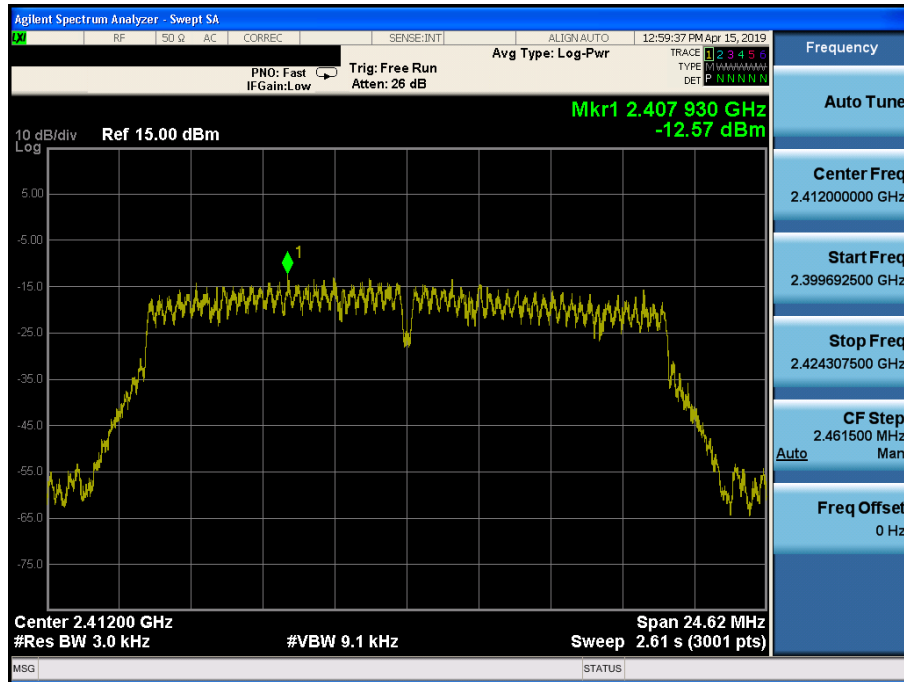 Agilent Spectrum Analyzer - Swept SA
LXI RF 50 Ω AC CORREC SENSE:INT ALIGNAUTO 12:59:37 PM Apr 15, 2019
Frequency
PNO: Fast
IFGain:Low
Trig: Free Run
Atten: 26 dB
Avg Type: Log-Pwr
TRACE 1 2 3 4 5 6
TYPE MWWWWW
DET P N N N N N
Auto Tune
Mkr1 2.407 930 GHz
-12.57 dBm
10 dB/div Ref 15.00 dBm
Log
1
5.00
-5.00
-15.0
-25.0
-35.0
-45.0
-55.0
-65.0
-75.0
Center Freq
2.412000000 GHz
Start Freq
2.399692500 GHz
Stop Freq
2.424307500 GHz
CF Step
2.461500 MHz
Auto Man
Freq Offset
0 Hz
Center 2.41200 GHz Span 24.62 MHz
#Res BW 3.0 kHz #VBW 9.1 kHz Sweep 2.61 s (3001 pts)
MSG STATUS